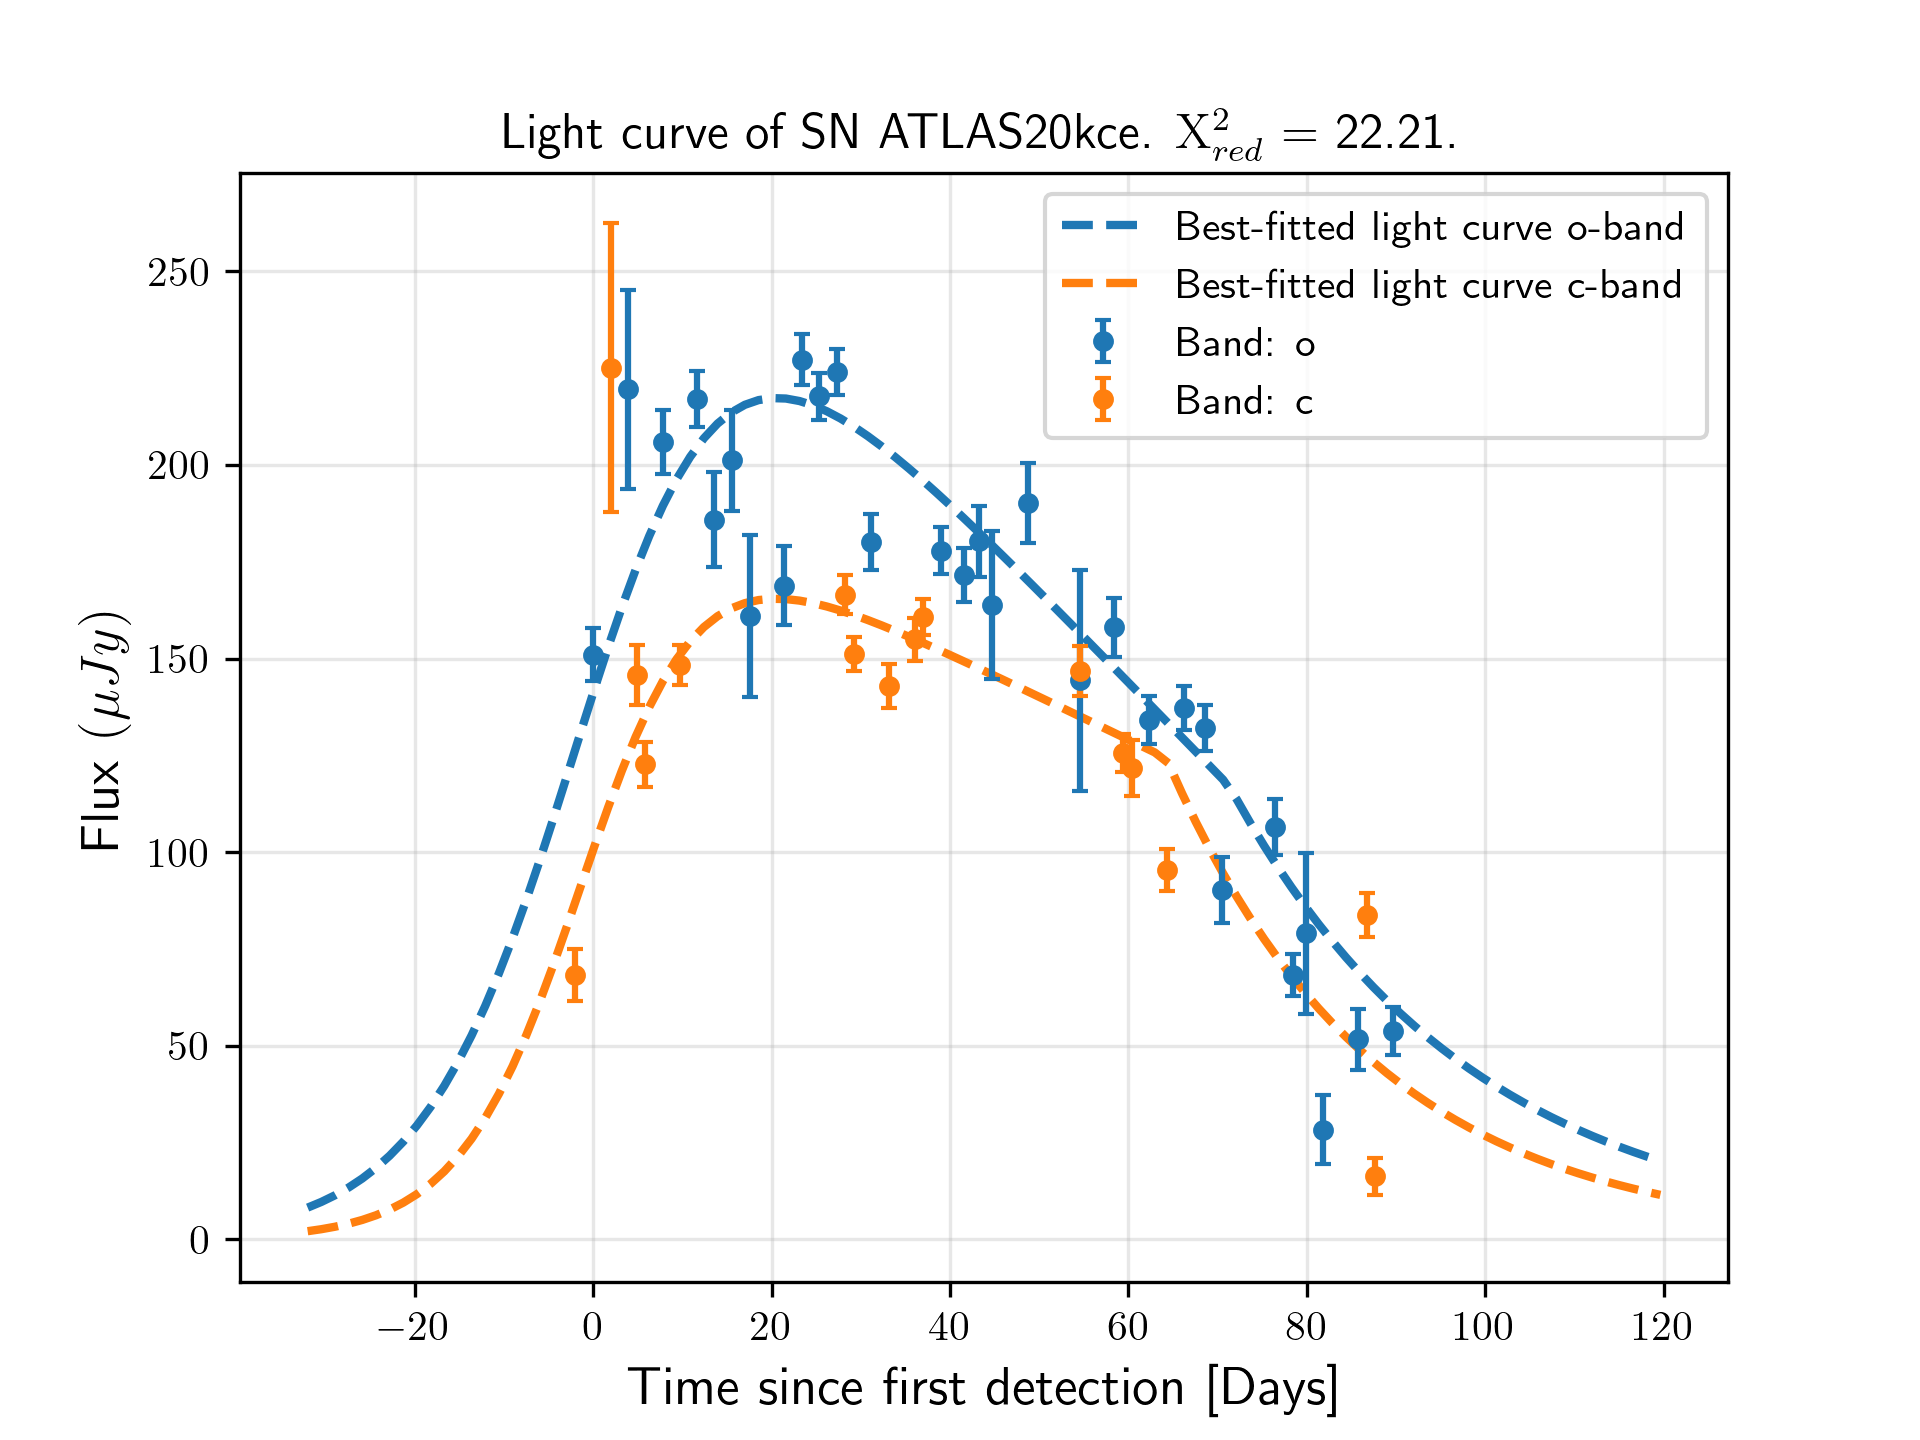 Light curve of SN ATLAS20kce. X²_red = 22.21.
Best-fitted light curve o-band
Best-fitted light curve c-band
Band: o
Band: c
250
200
150
100
50
0
Flux (μJy)
−20 0 20 40 60 80 100 120
Time since first detection [Days]